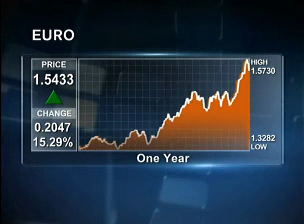 EURO
PRICE
1.5433
CHANGE
0.2047
15.29%
HIGH
1.5730
1.3282
LOW
One Year